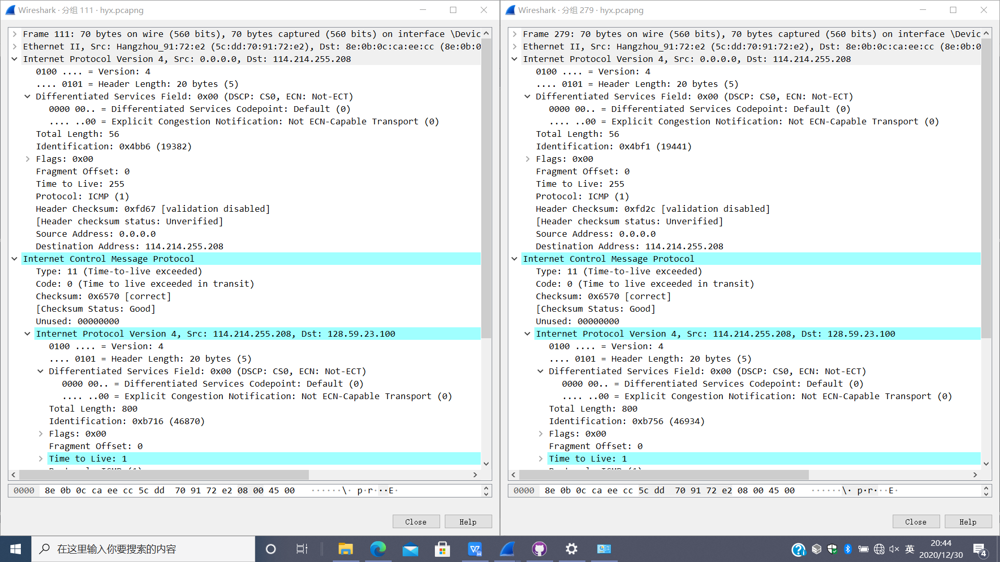 Wireshark · 分组 111 · hyx.pcapng
Frame 111: 70 bytes on wire (560 bits), 70 bytes captured (560 bits) on interface \Devic
Ethernet II, Src: Hangzhou_91:72:e2 (5c:dd:70:91:72:e2), Dst: 8e:0b:0c:ca:ee:cc (8e:0b:0
Internet Protocol Version 4, Src: 0.0.0.0, Dst: 114.214.255.208
0100 .... = Version: 4
.... 0101 = Header Length: 20 bytes (5)
Differentiated Services Field: 0x00 (DSCP: CS0, ECN: Not-ECT)
0000 00.. = Differentiated Services Codepoint: Default (0)
.... ..00 = Explicit Congestion Notification: Not ECN-Capable Transport (0)
Total Length: 56
Identification: 0x4bb6 (19382)
Flags: 0x00
Fragment Offset: 0
Time to Live: 255
Protocol: ICMP (1)
Header Checksum: 0xfd67 [validation disabled]
[Header checksum status: Unverified]
Source Address: 0.0.0.0
Destination Address: 114.214.255.208
Internet Control Message Protocol
Type: 11 (Time-to-live exceeded)
Code: 0 (Time to live exceeded in transit)
Checksum: 0x6570 [correct]
[Checksum Status: Good]
Unused: 00000000
Internet Protocol Version 4, Src: 114.214.255.208, Dst: 128.59.23.100
0100 .... = Version: 4
.... 0101 = Header Length: 20 bytes (5)
Differentiated Services Field: 0x00 (DSCP: CS0, ECN: Not-ECT)
0000 00.. = Differentiated Services Codepoint: Default (0)
.... ..00 = Explicit Congestion Notification: Not ECN-Capable Transport (0)
Total Length: 800
Identification: 0xb716 (46870)
Flags: 0x00
Fragment Offset: 0
Time to Live: 1
0000 8e 0b 0c ca ee cc 5c dd 70 91 72 e2 08 00 45 00 ······\· p·r···E·
Close Help
Wireshark · 分组 279 · hyx.pcapng
Frame 279: 70 bytes on wire (560 bits), 70 bytes captured (560 bits) on interface \Devic
Ethernet II, Src: Hangzhou_91:72:e2 (5c:dd:70:91:72:e2), Dst: 8e:0b:0c:ca:ee:cc (8e:0b:0
Internet Protocol Version 4, Src: 0.0.0.0, Dst: 114.214.255.208
0100 .... = Version: 4
.... 0101 = Header Length: 20 bytes (5)
Differentiated Services Field: 0x00 (DSCP: CS0, ECN: Not-ECT)
0000 00.. = Differentiated Services Codepoint: Default (0)
.... ..00 = Explicit Congestion Notification: Not ECN-Capable Transport (0)
Total Length: 56
Identification: 0x4bf1 (19441)
Flags: 0x00
Fragment Offset: 0
Time to Live: 255
Protocol: ICMP (1)
Header Checksum: 0xfd2c [validation disabled]
[Header checksum status: Unverified]
Source Address: 0.0.0.0
Destination Address: 114.214.255.208
Internet Control Message Protocol
Type: 11 (Time-to-live exceeded)
Code: 0 (Time to live exceeded in transit)
Checksum: 0x6570 [correct]
[Checksum Status: Good]
Unused: 00000000
Internet Protocol Version 4, Src: 114.214.255.208, Dst: 128.59.23.100
0100 .... = Version: 4
.... 0101 = Header Length: 20 bytes (5)
Differentiated Services Field: 0x00 (DSCP: CS0, ECN: Not-ECT)
0000 00.. = Differentiated Services Codepoint: Default (0)
.... ..00 = Explicit Congestion Notification: Not ECN-Capable Transport (0)
Total Length: 800
Identification: 0xb756 (46934)
Flags: 0x00
Fragment Offset: 0
Time to Live: 1
0000 8e 0b 0c ca ee cc 5c dd 70 91 72 e2 08 00 45 00 ······\· p·r···E·
Close Help
在这里输入你要搜索的内容
英
20:44
2020/12/30
4